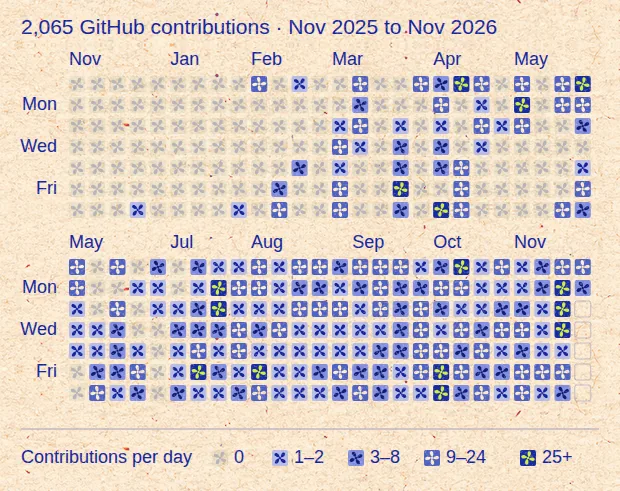 2,065 GitHub contributions · Nov 2025 to Nov 2026
Nov Jan Feb Mar Apr May
Mon
Wed
Fri
May Jul Aug Sep Oct Nov
Mon
Wed
Fri
Contributions per day 0 1–2 3–8 9–24 25+